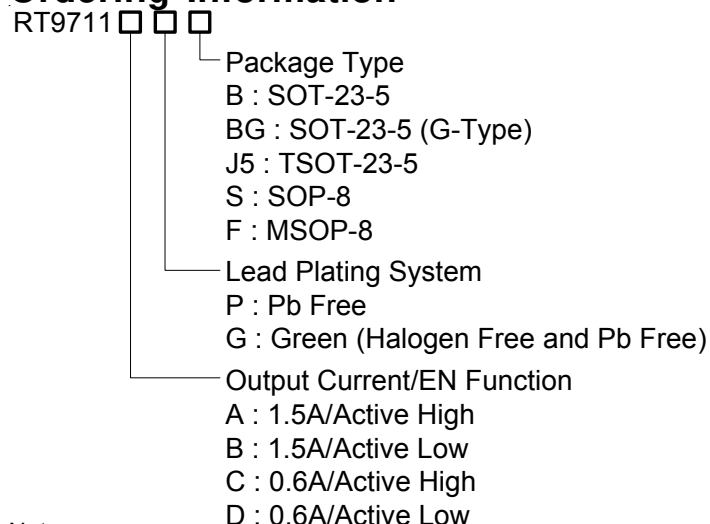 RT9711
Package Type
B : SOT-23-5
BG : SOT-23-5 (G-Type)
J5 : TSOT-23-5
S : SOP-8
F : MSOP-8
Lead Plating System
P : Pb Free
G : Green (Halogen Free and Pb Free)
Output Current/EN Function
A : 1.5A/Active High
B : 1.5A/Active Low
C : 0.6A/Active High
D : 0.6A/Active Low